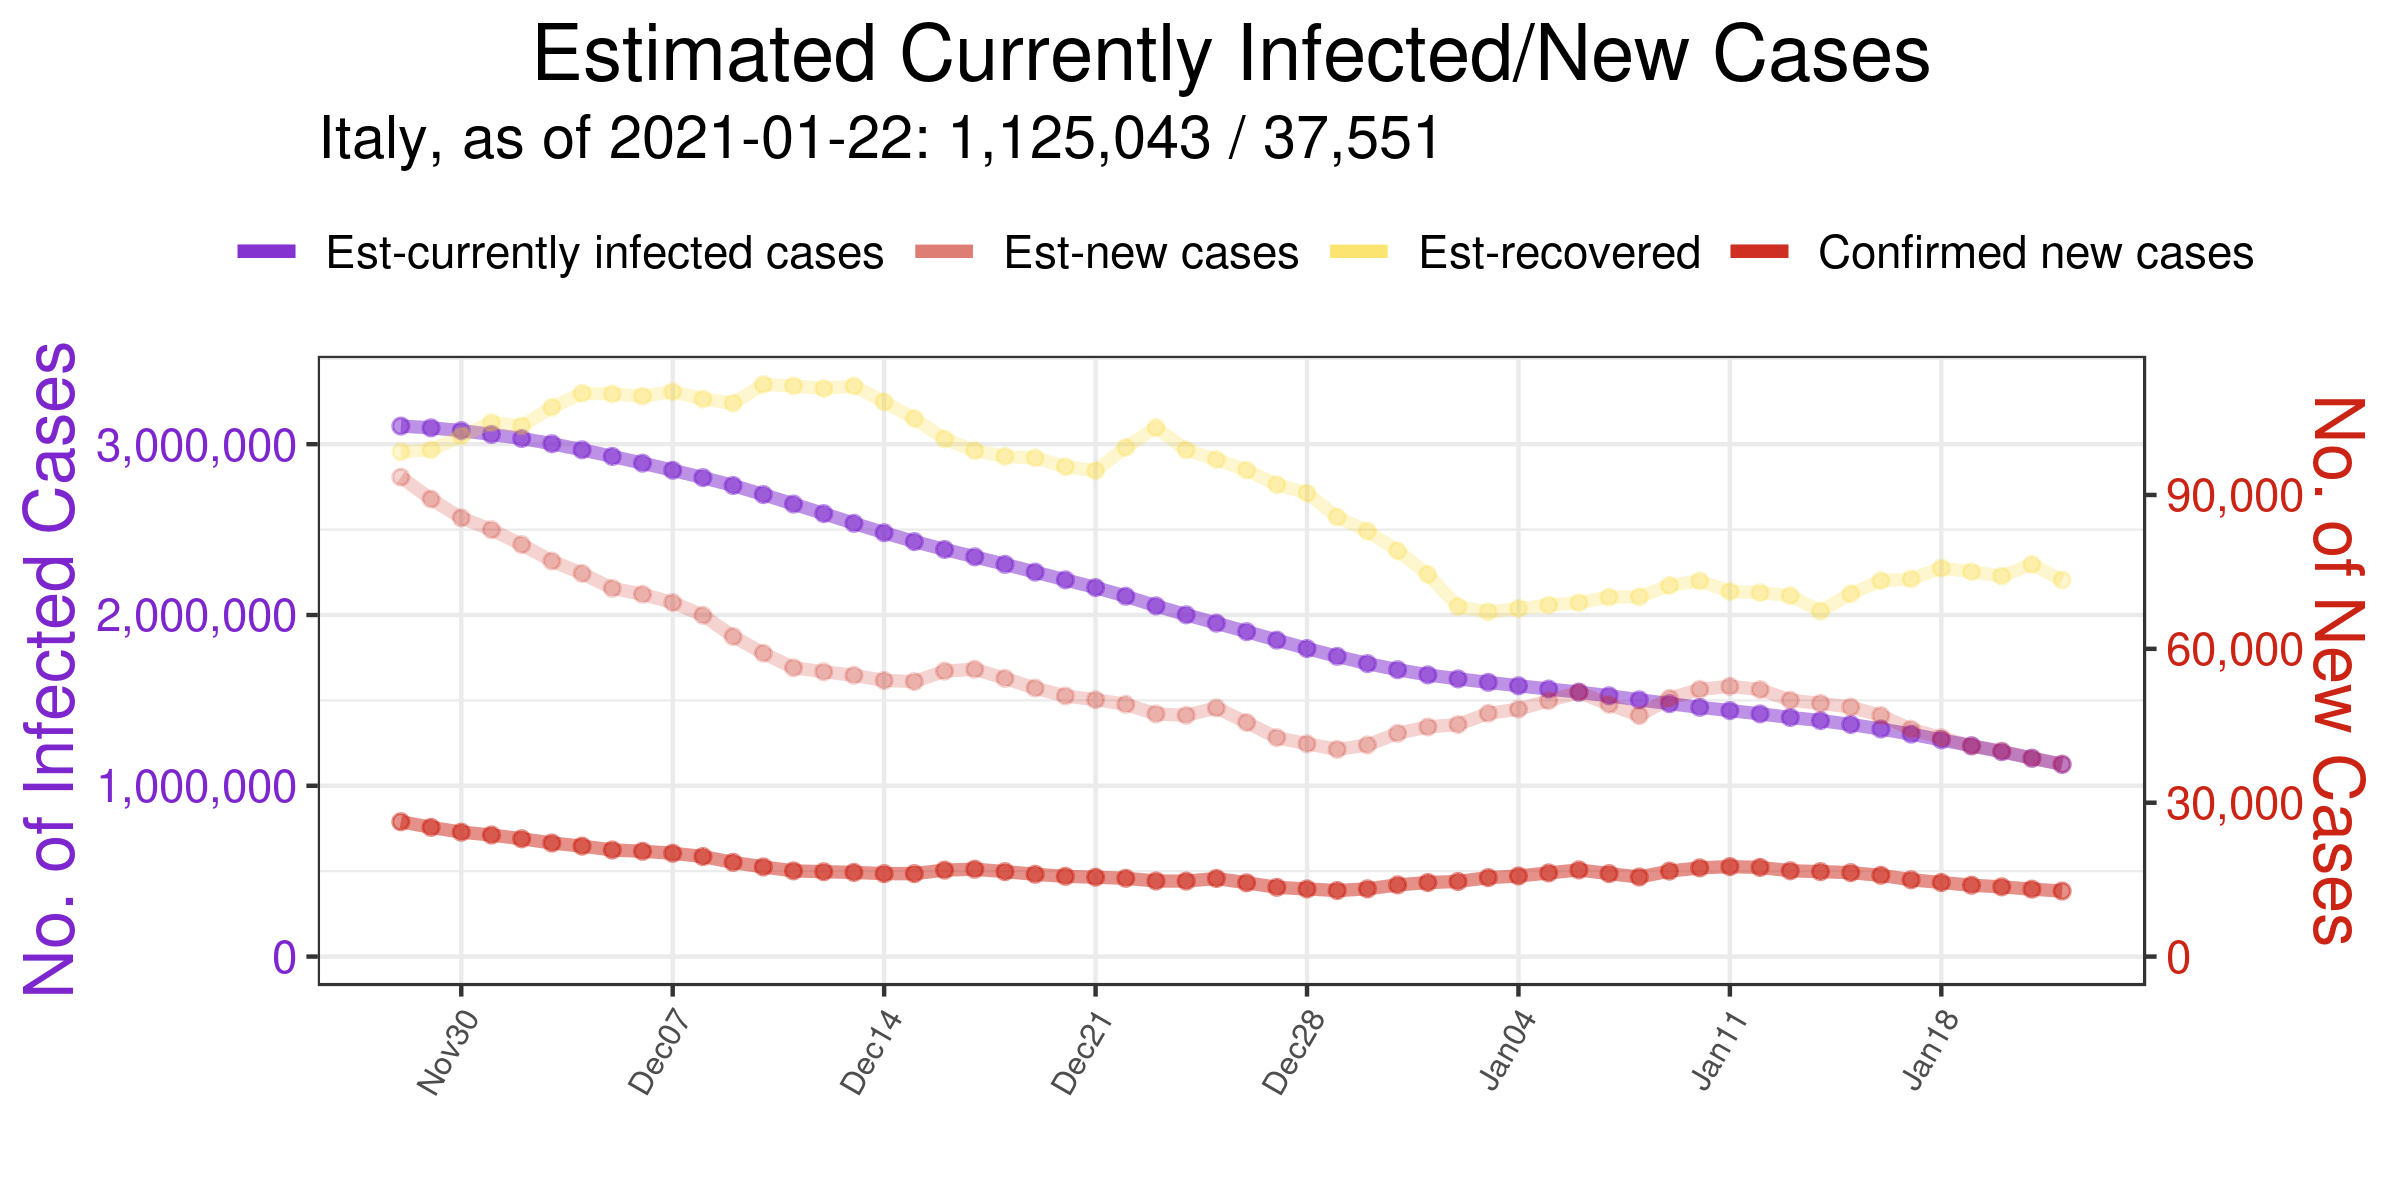 Estimated Currently Infected/New Cases
Italy, as of 2021-01-22: 1,125,043 / 37,551
Est-currently infected cases Est-new cases Est-recovered Confirmed new cases
No. of Infected Cases
3,000,000
2,000,000
1,000,000
0
90,000
60,000
30,000
0
No. of New Cases
Nov30 Dec07 Dec14 Dec21 Dec28 Jan04 Jan11 Jan18